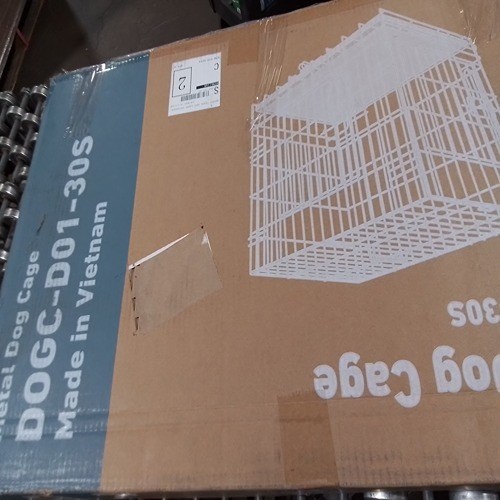 Metal Dog Cage
DOGC-D01-30S
Made in Vietnam
Dog Cage
30S
2
S
C